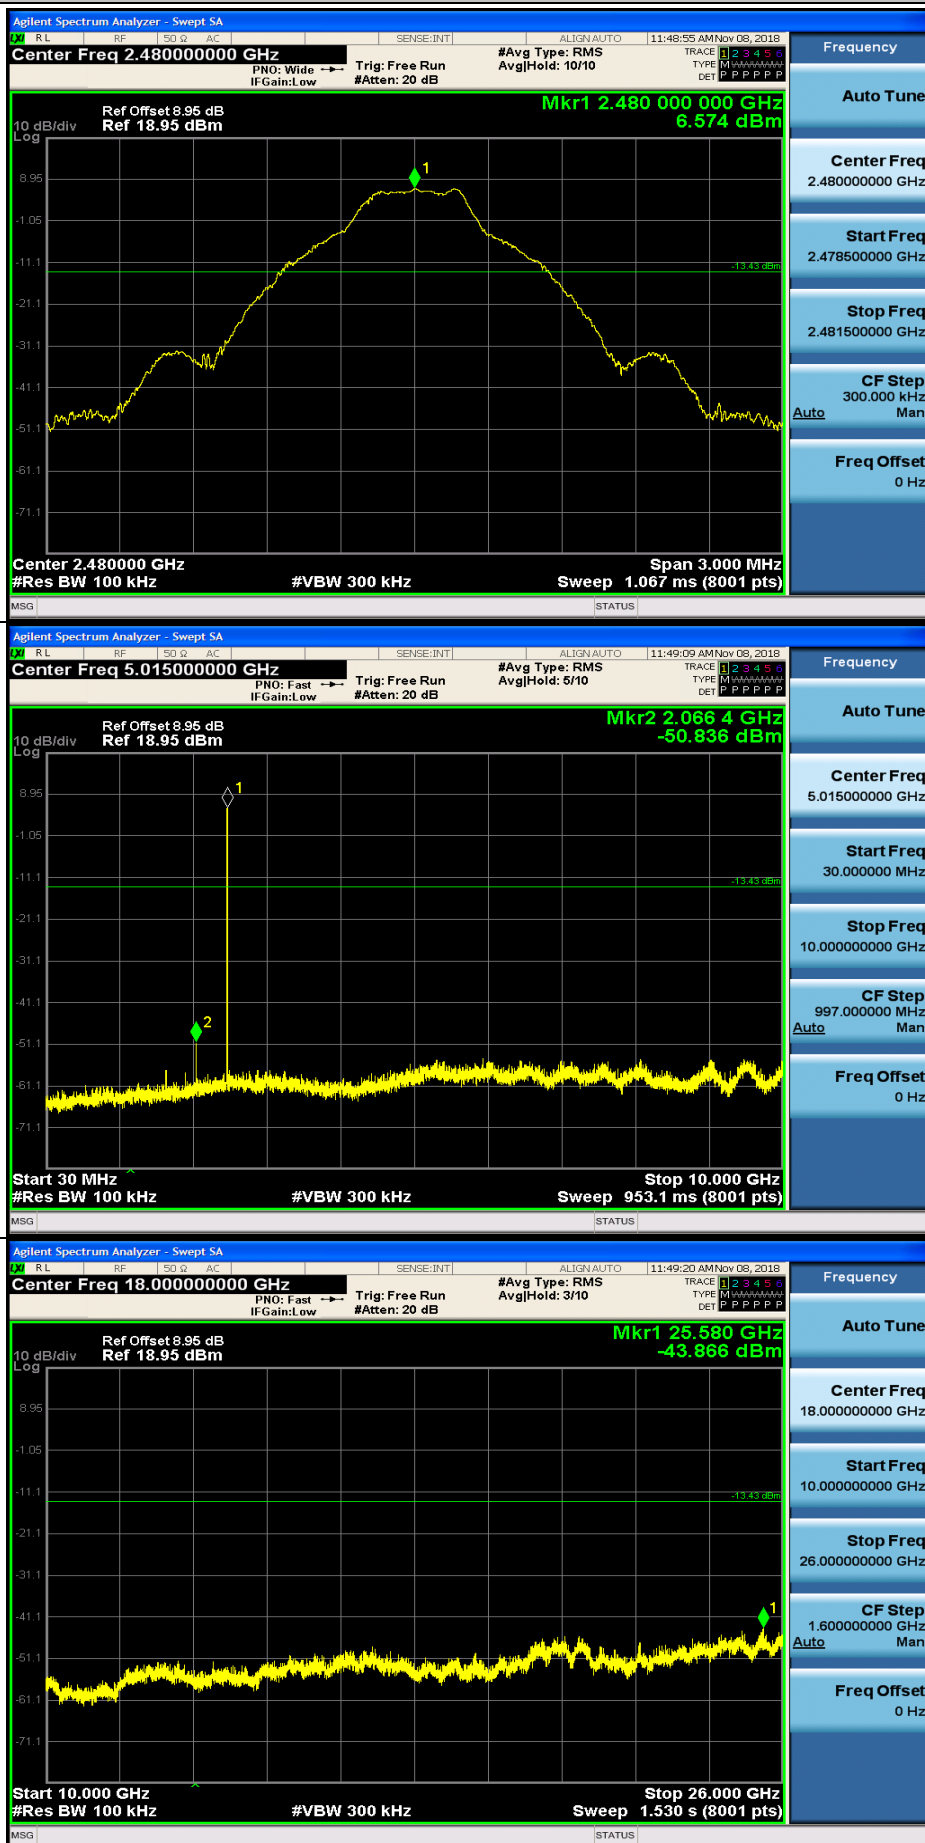 Agilent Spectrum Analyzer - Swept SA
LXI RL RF 50 Ω AC SENSE:INT ALIGN AUTO 11:48:55 AM Nov 08, 2018
Center Freq 2.480000000 GHz
PNO: Wide
IFGain:Low
Trig: Free Run
#Atten: 20 dB
#Avg Type: RMS
Avg|Hold: 10/10
TRACE 1 2 3 4 5 6
TYPE M WWWWW
DET P P P P P P
Ref Offset 8.95 dB
Ref 18.95 dBm
10 dB/div
Log
Mkr1 2.480 000 000 GHz
6.574 dBm
1
8.95
-1.05
-11.1
-13.43 dBm
-21.1
-31.1
-41.1
-51.1
-61.1
-71.1
Center 2.480000 GHz
Span 3.000 MHz
#Res BW 100 kHz
#VBW 300 kHz
Sweep 1.067 ms (8001 pts)
MSG
STATUS
Frequency
Auto Tune
Center Freq
2.480000000 GHz
Start Freq
2.478500000 GHz
Stop Freq
2.481500000 GHz
CF Step
300.000 kHz
Auto Man
Freq Offset
0 Hz
Agilent Spectrum Analyzer - Swept SA
LXI RL RF 50 Ω AC SENSE:INT ALIGN AUTO 11:49:09 AM Nov 08, 2018
Center Freq 5.015000000 GHz
PNO: Fast
IFGain:Low
Trig: Free Run
#Atten: 20 dB
#Avg Type: RMS
Avg|Hold: 5/10
TRACE 1 2 3 4 5 6
TYPE M WWWWW
DET P P P P P P
Ref Offset 8.95 dB
Ref 18.95 dBm
10 dB/div
Log
Mkr2 2.066 4 GHz
-50.836 dBm
1
2
8.95
-1.05
-11.1
-13.43 dBm
-21.1
-31.1
-41.1
-51.1
-61.1
-71.1
Start 30 MHz
Stop 10.000 GHz
#Res BW 100 kHz
#VBW 300 kHz
Sweep 953.1 ms (8001 pts)
MSG
STATUS
Frequency
Auto Tune
Center Freq
5.015000000 GHz
Start Freq
30.000000 MHz
Stop Freq
10.000000000 GHz
CF Step
997.000000 MHz
Auto Man
Freq Offset
0 Hz
Agilent Spectrum Analyzer - Swept SA
LXI RL RF 50 Ω AC SENSE:INT ALIGN AUTO 11:49:20 AM Nov 08, 2018
Center Freq 18.000000000 GHz
PNO: Fast
IFGain:Low
Trig: Free Run
#Atten: 20 dB
#Avg Type: RMS
Avg|Hold: 3/10
TRACE 1 2 3 4 5 6
TYPE M WWWWW
DET P P P P P P
Ref Offset 8.95 dB
Ref 18.95 dBm
10 dB/div
Log
Mkr1 25.580 GHz
-43.866 dBm
1
8.95
-1.05
-11.1
-13.43 dBm
-21.1
-31.1
-41.1
-51.1
-61.1
-71.1
Start 10.000 GHz
Stop 26.000 GHz
#Res BW 100 kHz
#VBW 300 kHz
Sweep 1.530 s (8001 pts)
MSG
STATUS
Frequency
Auto Tune
Center Freq
18.000000000 GHz
Start Freq
10.000000000 GHz
Stop Freq
26.000000000 GHz
CF Step
1.600000000 GHz
Auto Man
Freq Offset
0 Hz